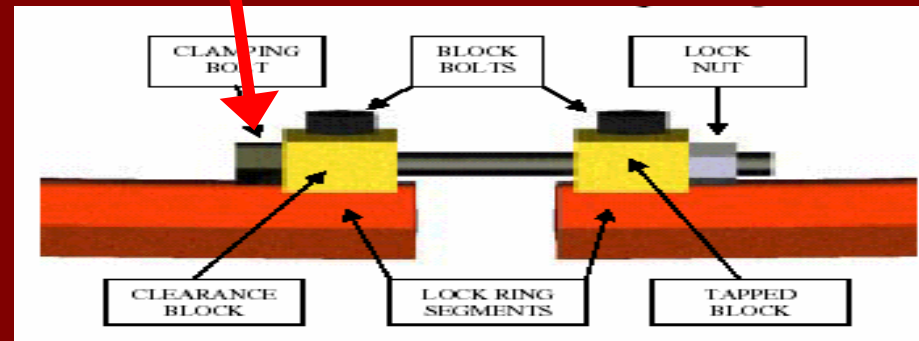 CLAMPING
BOLT
BLOCK
BOLTS
LOCK
NUT
CLEARANCE
BLOCK
LOCK RING
SEGMENTS
TAPPED
BLOCK